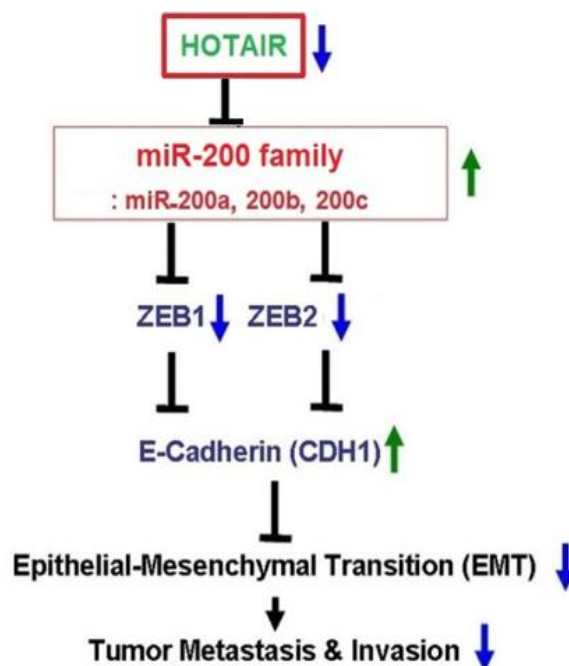 HOTAIR
miR-200 family
: miR-200a, 200b, 200c
ZEB1 ZEB2
E-Cadherin (CDH1)
Epithelial-Mesenchymal Transition (EMT)
Tumor Metastasis & Invasion